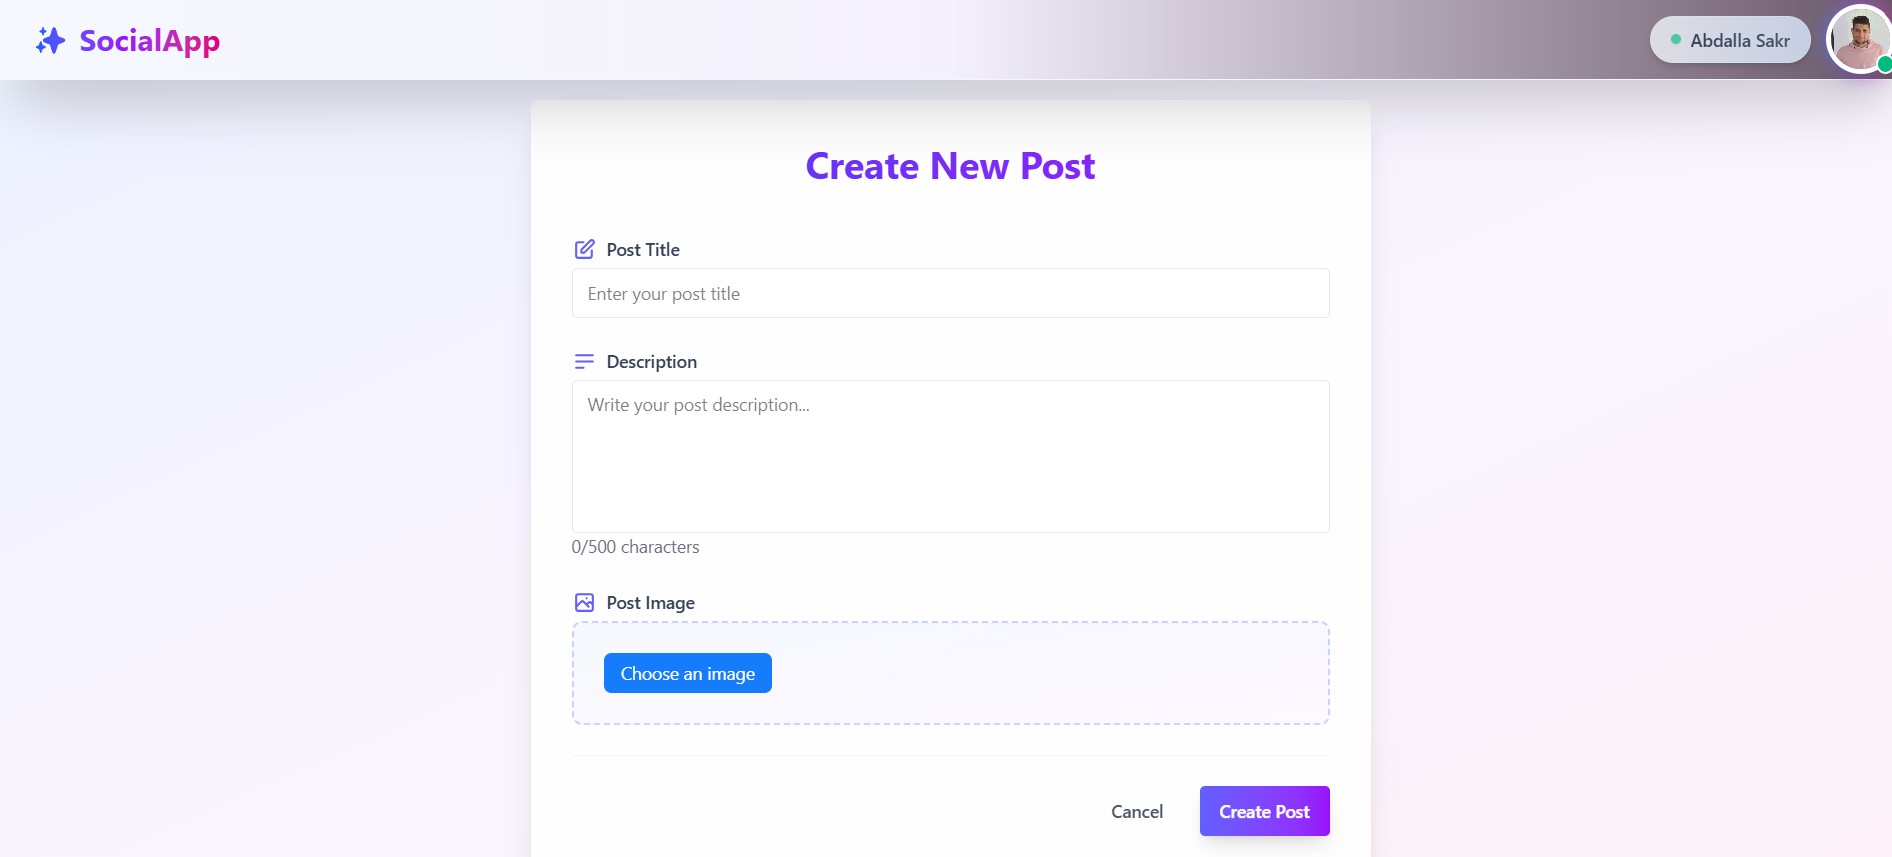 SocialApp
Abdalla Sakr
Create New Post
Post Title
Enter your post title
Description
Write your post description...
0/500 characters
Post Image
Choose an image
Cancel
Create Post